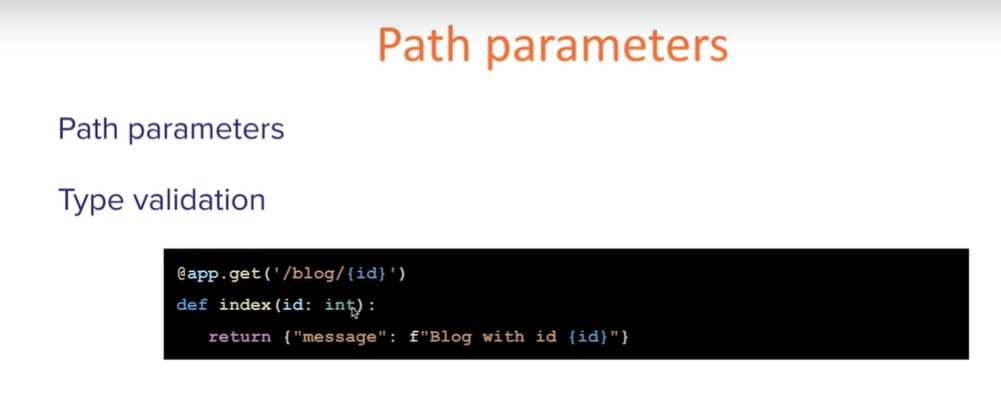 Path parameters
Path parameters
Type validation
@app.get('/blog/{id}')
def index(id: int):
return {"message": f"Blog with id {id}"}